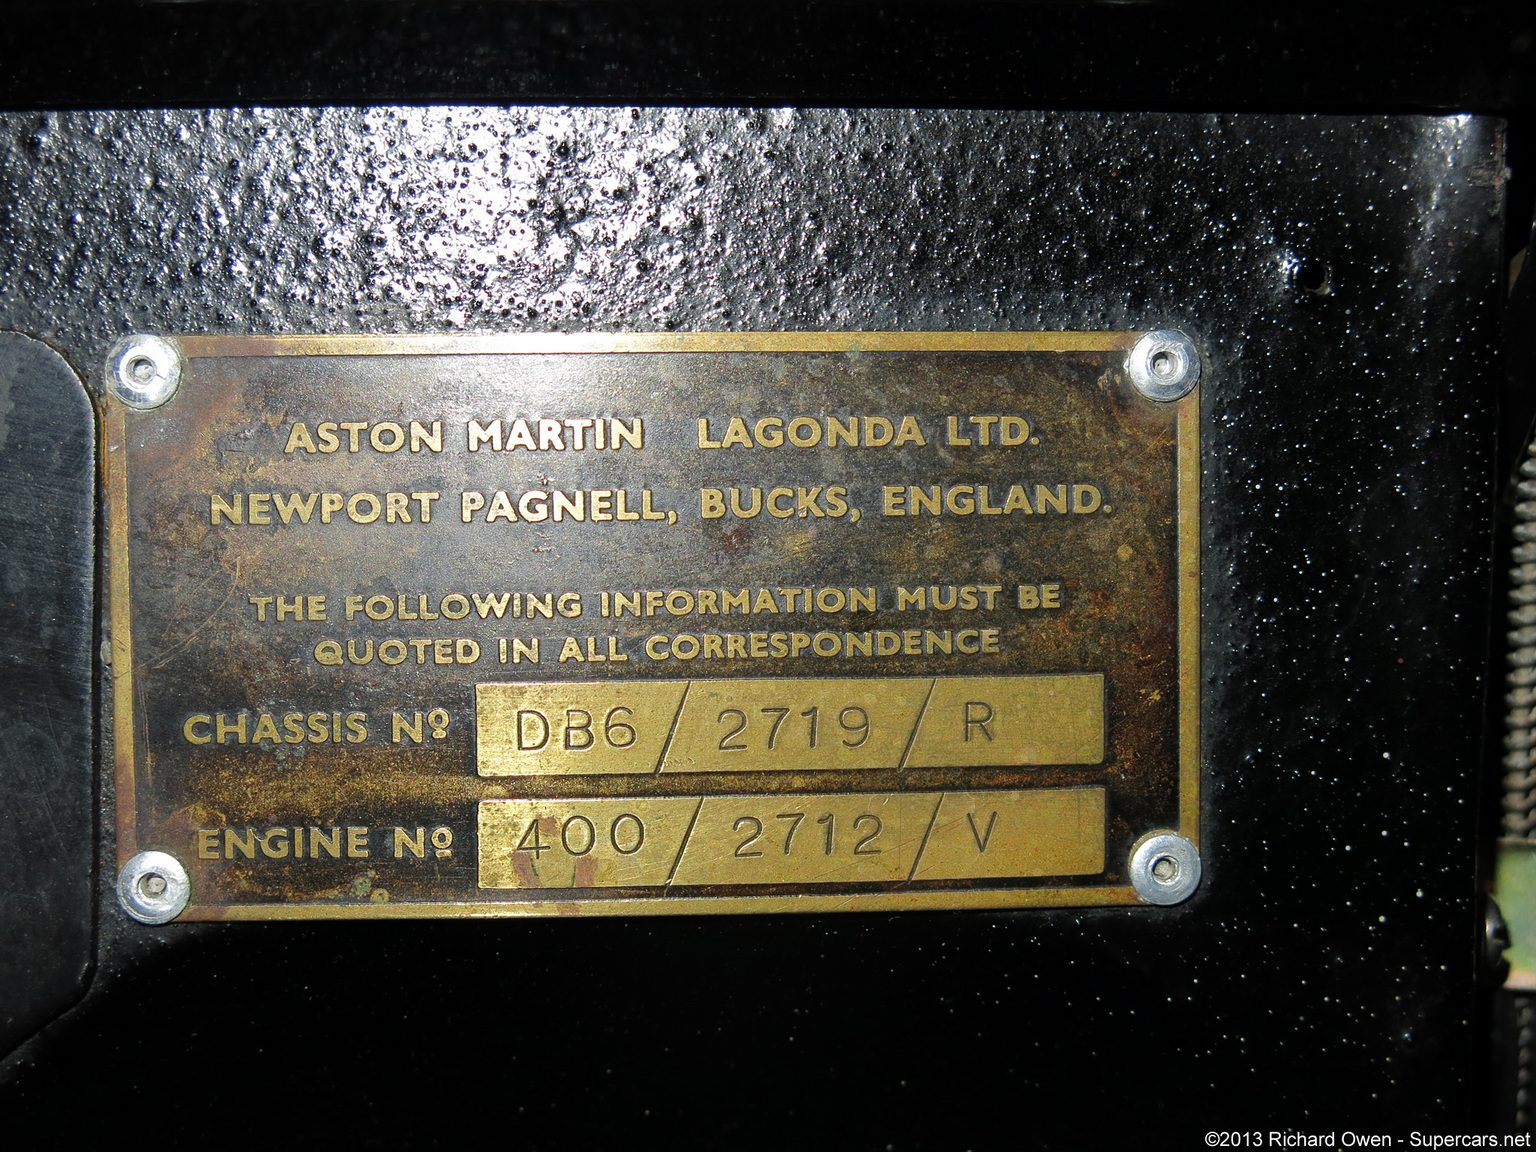 ASTON MARTIN LAGONDA LTD.
NEWPORT PAGNELL, BUCKS, ENGLAND.
THE FOLLOWING INFORMATION MUST BE
QUOTED IN ALL CORRESPONDENCE
CHASSIS Nº DB6 / 2719 / R
ENGINE Nº 400 / 2712 / V
©2013 Richard Owen - Supercars.net